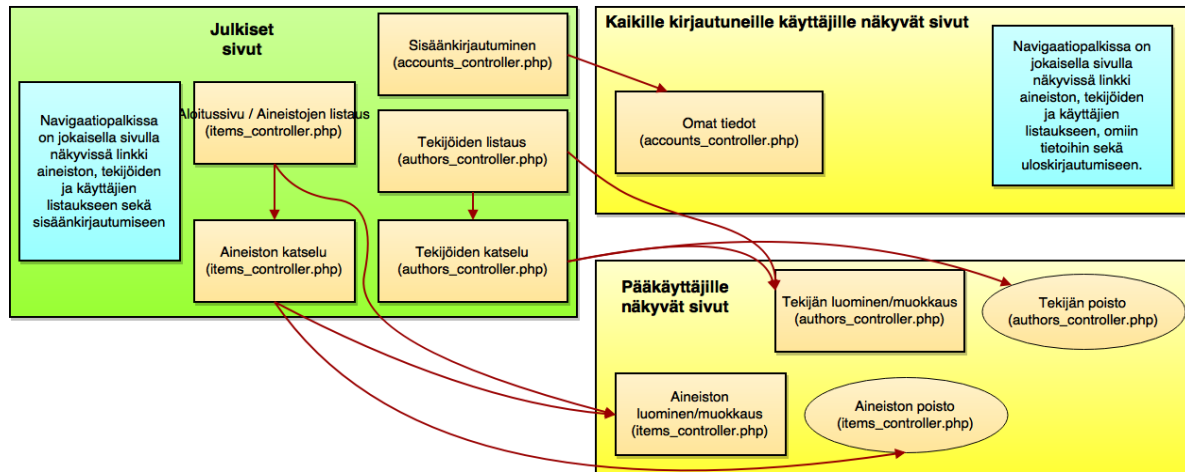 Julkiset
sivut
Navigaatiopalkissa
on jokaisella sivulla
näkyvissä linkki
aineiston, tekijöiden
ja käyttäjien
listaukseen sekä
sisäänkirjautumiseen
Aloitussivu / Aineistojen listaus
(items_controller.php)
Aineiston katselu
(items_controller.php)
Sisäänkirjautuminen
(accounts_controller.php)
Tekijöiden listaus
(authors_controller.php)
Tekijöiden katselu
(authors_controller.php)
Kaikille kirjautuneille käyttäjille näkyvät sivut
Omat tiedot
(accounts_controller.php)
Navigaatiopalkissa on
jokaisella sivulla
näkyvissä linkki
aineiston, tekijöiden
ja käyttäjien
listaukseen, omiin
tietoihin sekä
uloskirjautumiseen.
Pääkäyttäjille
näkyvät sivut
Tekijän luominen/muokkaus
(authors_controller.php)
Tekijän poisto
(authors_controller.php)
Aineiston
luominen/muokkaus
(items_controller.php)
Aineiston poisto
(items_controller.php)